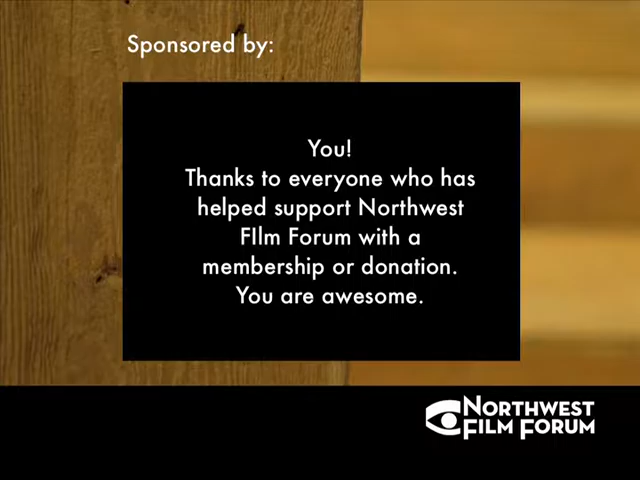 Sponsored by:
You!
Thanks to everyone who has
helped support Northwest
FIlm Forum with a
membership or donation.
You are awesome.
NORTHWEST
FILM FORUM